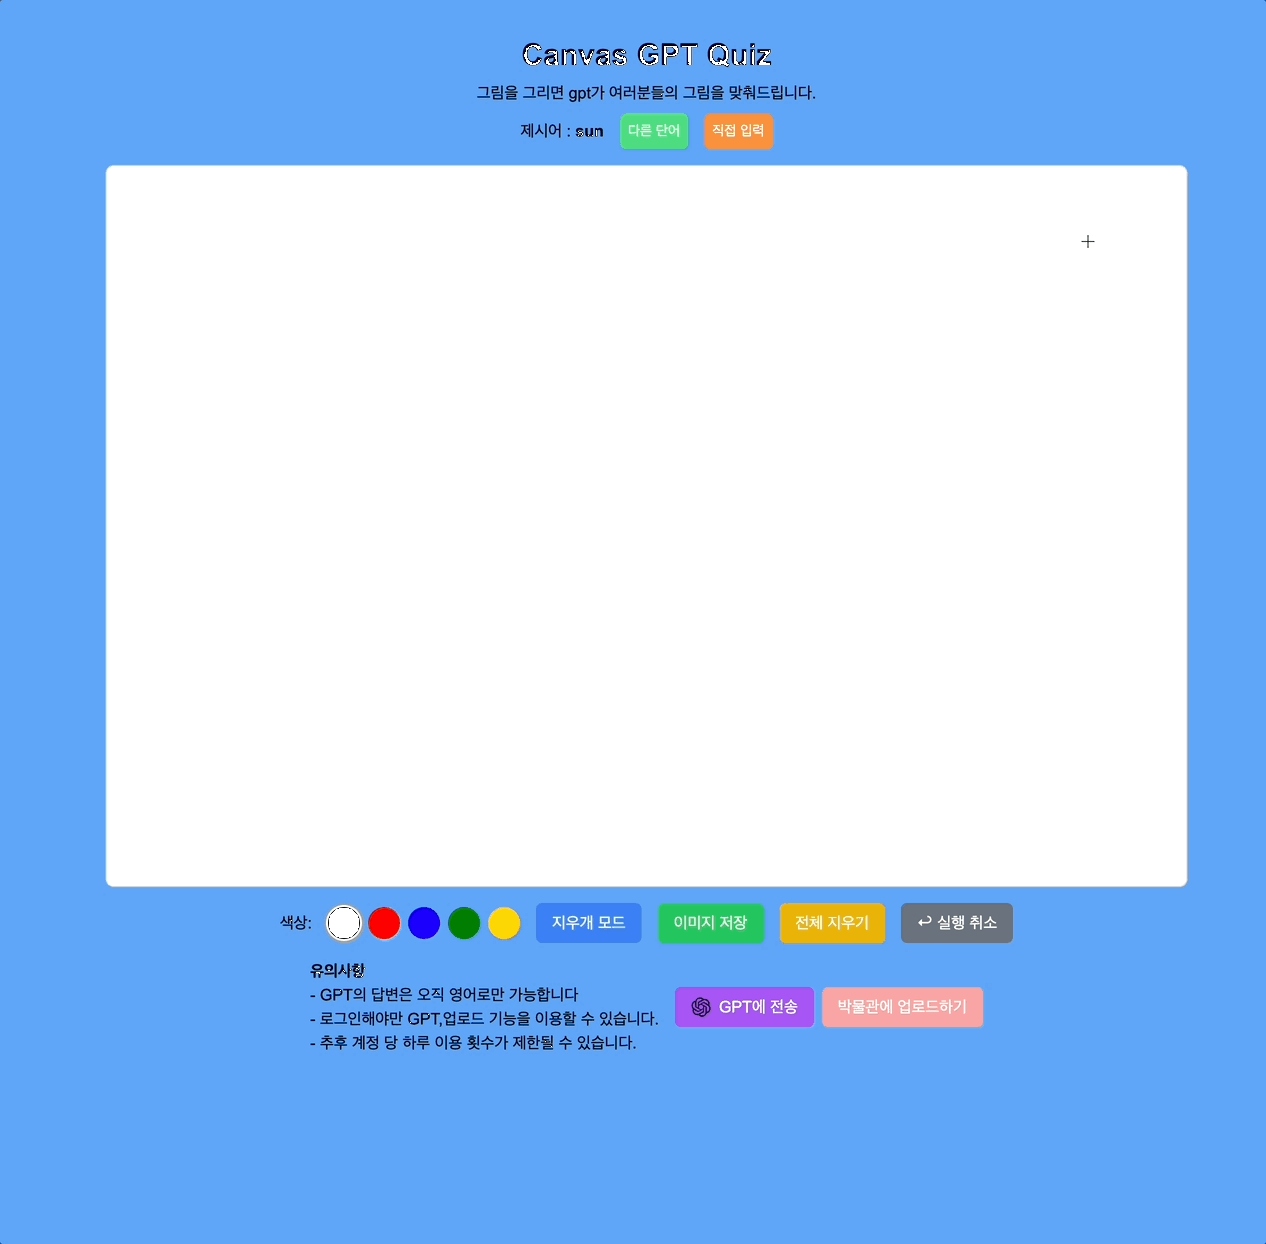 Canvas GPT Quiz
그림을 그리면 gpt가 여러분들의 그림을 맞춰드립니다.
제시어 : sun 다른 단어 직접 입력
색상: 지우개 모드 이미지 저장 전체 지우기 ↩ 실행 취소
유의사항
- GPT의 답변은 오직 영어로만 가능합니다
- 로그인해야만 GPT,업로드 기능을 이용할 수 있습니다.
- 추후 계정 당 하루 이용 횟수가 제한될 수 있습니다.
GPT에 전송 박물관에 업로드하기